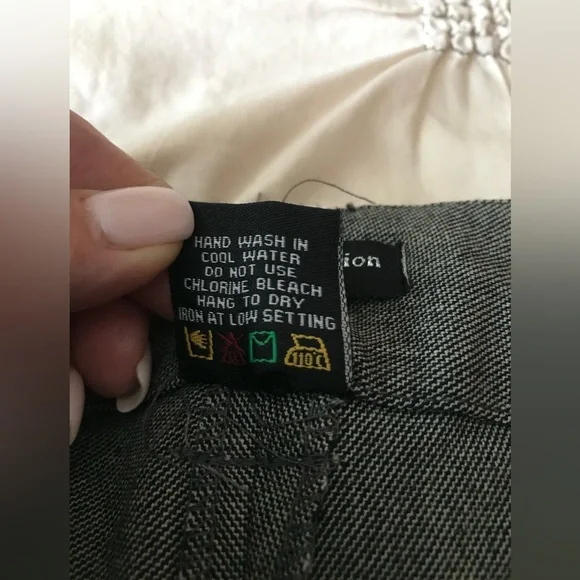 HAND WASH IN
COOL WATER
DO NOT USE
CHLORINE BLEACH
HANG TO DRY
IRON AT LOW SETTING
110°C
ion